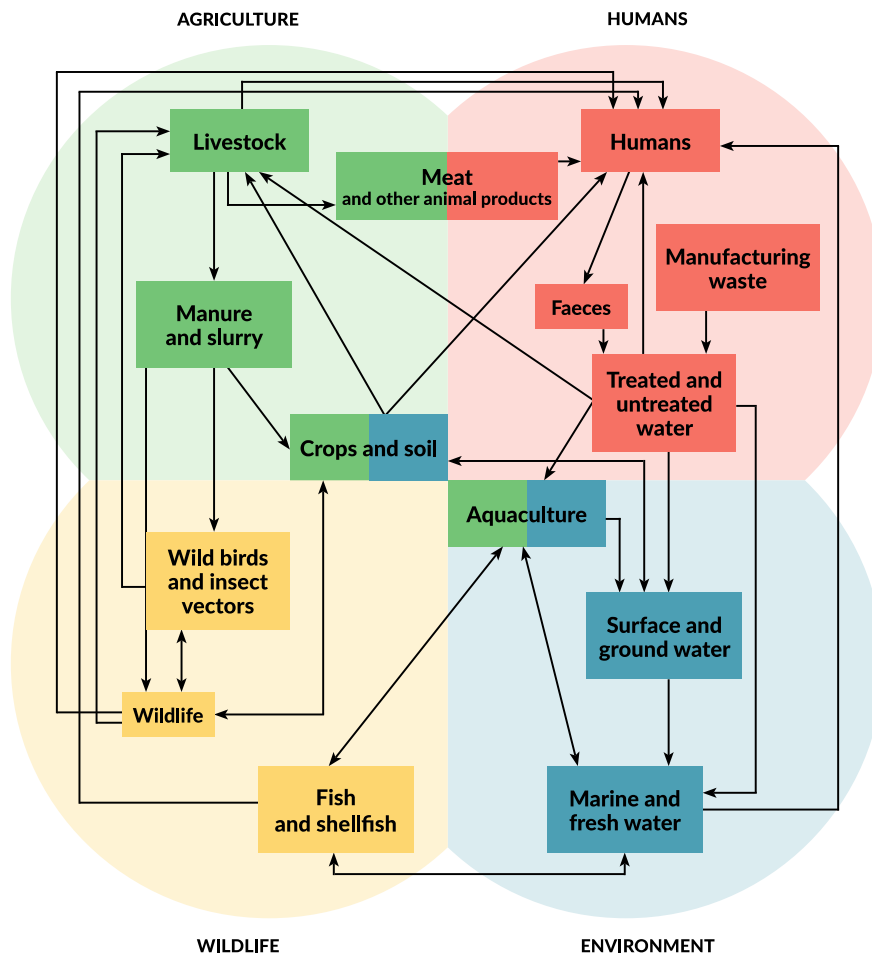 AGRICULTURE
HUMANS
Livestock
Humans
Meat
and other animal products
Manufacturing
waste
Manure
and slurry
Faeces
Treated and
untreated
water
Crops and soil
Aquaculture
Wild birds
and insect
vectors
Surface and
ground water
Wildlife
Fish
and shellfish
Marine and
fresh water
WILDLIFE
ENVIRONMENT